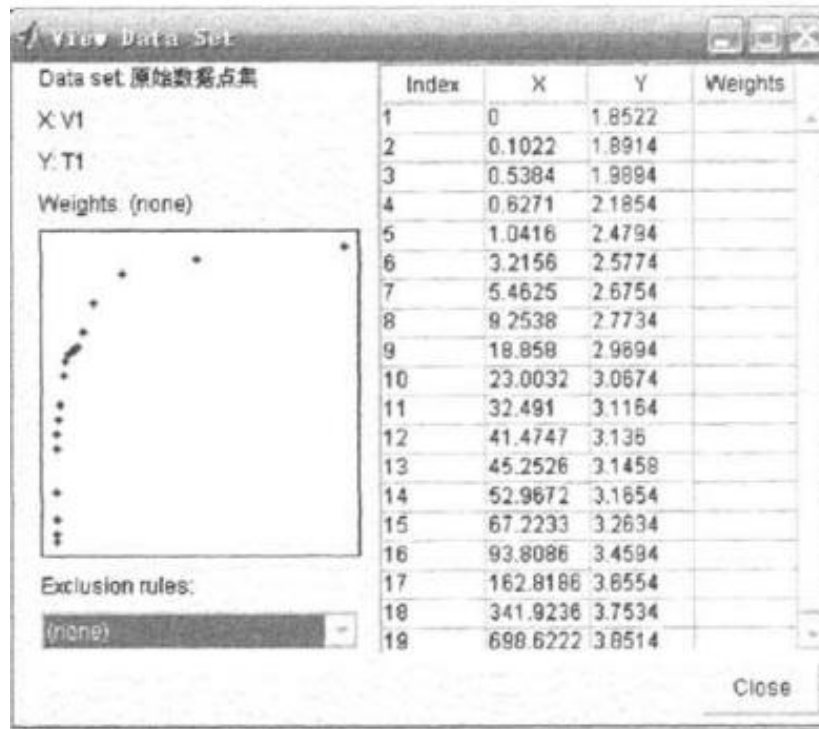 View Data Set
Data set: 原始数据点集
X: V1
Y: T1
Weights: (none)
Exclusion rules:
(none)
Index X Y Weights
1 0 1.8522
2 0.1022 1.8914
3 0.5384 1.9894
4 0.6271 2.1854
5 1.0416 2.4794
6 3.2156 2.5774
7 5.4625 2.6754
8 9.2538 2.7734
9 18.858 2.9694
10 23.0032 3.0674
11 32.491 3.1164
12 41.4747 3.136
13 45.2526 3.1458
14 52.9672 3.1654
15 67.2233 3.2634
16 93.8086 3.4594
17 162.8186 3.6554
18 341.9236 3.7534
19 698.6222 3.8514
Close